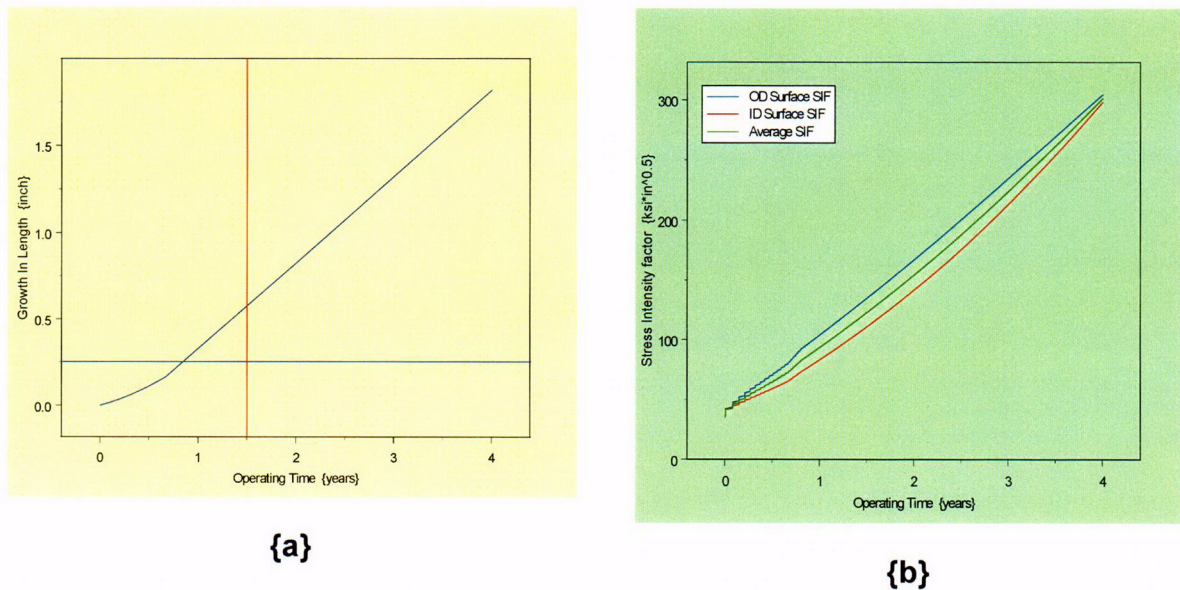 Growth In Length {inch}
1.5
1.0
0.5
0.0
0
1
2
3
4
Operating Time {years}
{a}
OD Surface SIF
ID Surface SIF
Average SIF
Stress Intensity factor {ksi*in^0.5}
300
200
100
0
0
1
2
3
4
Operating Time {years}
{b}